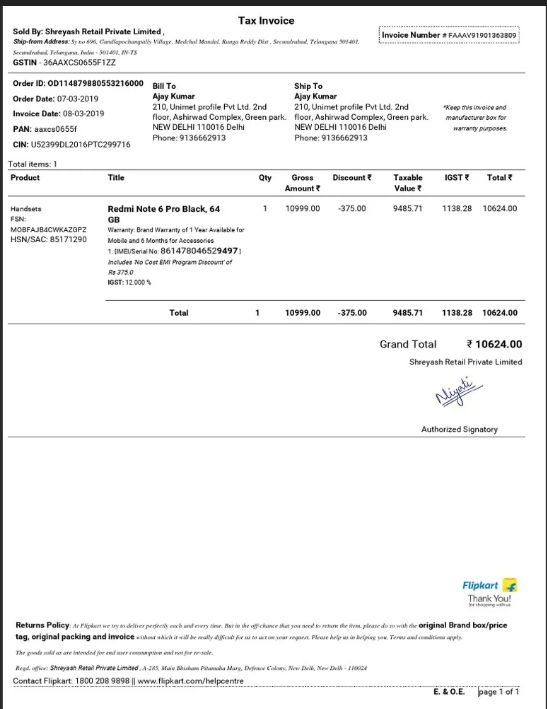 Tax Invoice
Sold By: Shreyash Retail Private Limited ,
Invoice Number # FAAAV91901363809
Ship-from Address: Sy no 696, Gundlapochampally Village, Medchal Mandal, Ranga Reddy Dist , Secundrabad, Telangana 501401,
Secundrabad, Telangana, India - 501401, IN-TS
GSTIN - 36AAXCS0655F1ZZ
Order ID: OD114879880553216000
Order Date: 07-03-2019
Invoice Date: 08-03-2019
PAN: aaxcs0655f
CIN: U52399DL2016PTC299716
Bill To
Ajay Kumar
210, Unimet profile Pvt Ltd. 2nd
floor, Ashirwad Complex, Green park.
NEW DELHI 110016 Delhi
Phone: 9136662913
Ship To
Ajay Kumar
210, Unimet profile Pvt Ltd. 2nd
floor, Ashirwad Complex, Green park.
NEW DELHI 110016 Delhi
Phone: 9136662913
*Keep this invoice and
manufacturer box for
warranty purposes.
Total items: 1
Product Title Qty Gross Amount ₹ Discount ₹ Taxable Value ₹ IGST ₹ Total ₹
Handsets
FSN:
MOBFAJB4CWKAZGPZ
HSN/SAC: 85171290
Redmi Note 6 Pro Black, 64
GB
1 10999.00 -375.00 9485.71 1138.28 10624.00
Warranty: Brand Warranty of 1 Year Available for
Mobile and 6 Months for Accessories
1. [IMEI/Serial No: 861478046529497 ]
Includes 'No Cost EMI Program Discount' of
Rs 375.0
IGST: 12.000 %
Total 1 10999.00 -375.00 9485.71 1138.28 10624.00
Grand Total ₹ 10624.00
Shreyash Retail Private Limited
Niyati
Authorized Signatory
Flipkart
Thank You!
for shopping with us
Returns Policy: At Flipkart we try to deliver perfectly each and every time. But in the off-chance that you need to return the item, please do so with the original Brand box/price
tag, original packing and invoice without which it will be really difficult for us to act on your request. Please help us in helping you. Terms and conditions apply.
The goods sold as are intended for end user consumption and not for re-sale.
Regd. office: Shreyash Retail Private Limited , A-285, Main Bhisham Pitamaha Marg, Defence Colony, New Delhi, New Delhi - 110024
Contact Flipkart: 1800 208 9898 || www.flipkart.com/helpcentre
E. & O.E. page 1 of 1